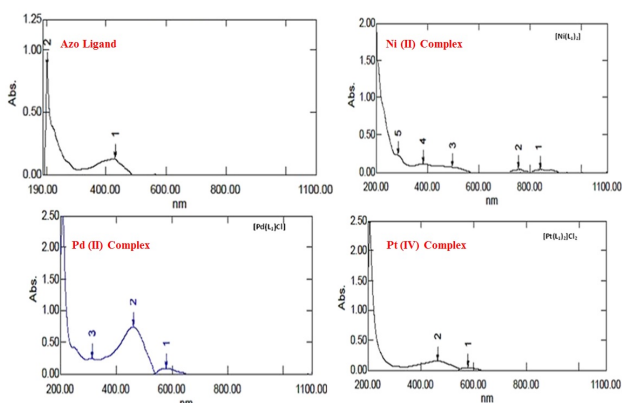 1.25
1.00
0.50
0.00
Abs.
Azo Ligand
2
1
190.00 400.00 600.00 800.00 1100.00
nm
2.00
1.50
1.00
0.50
0.00
Abs.
Ni (II) Complex
[Ni(L₁)₂]
5 4 3 2 1
200.00 400.00 600.00 800.00 1100.00
nm
2.50
2.00
1.50
1.00
0.50
0.00
Abs.
Pd (II) Complex
[Pd(L₁)Cl]
3 2 1
200.00 400.00 600.00 800.00 1100.00
nm
2.50
2.00
1.50
1.00
0.50
0.00
Abs.
Pt (IV) Complex
[Pt(L₁)₂]Cl₂
2 1
200.00 400.00 600.00 800.00 1100.00
nm